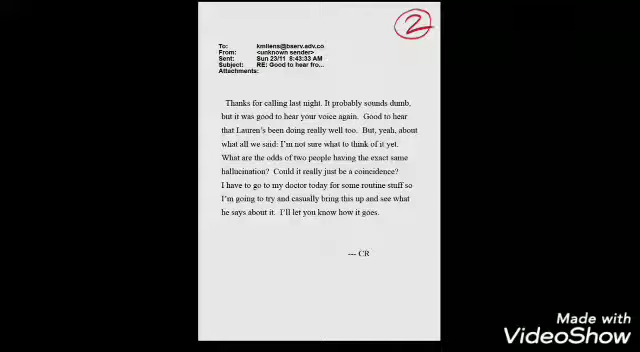 2
To: kmliens@bserv.adv.co
From: <unknown sender>
Sent: Sun 23/11 5:43:33 AM
Subject: RE: Good to hear fro...
Attachments:
Thanks for calling last night. It probably sounds dumb,
but it was good to hear your voice again. Good to hear
that Lauren's been doing really well too. But, yeah, about
what all we said: I'm not sure what to think of it yet.
What are the odds of two people having the exact same
hallucination? Could it really just be a coincidence?
I have to go to my doctor today for some routine stuff so
I'm going to try and casually bring this up and see what
he says about it. I'll let you know how it goes.
--- CR
Made with
VideoShow